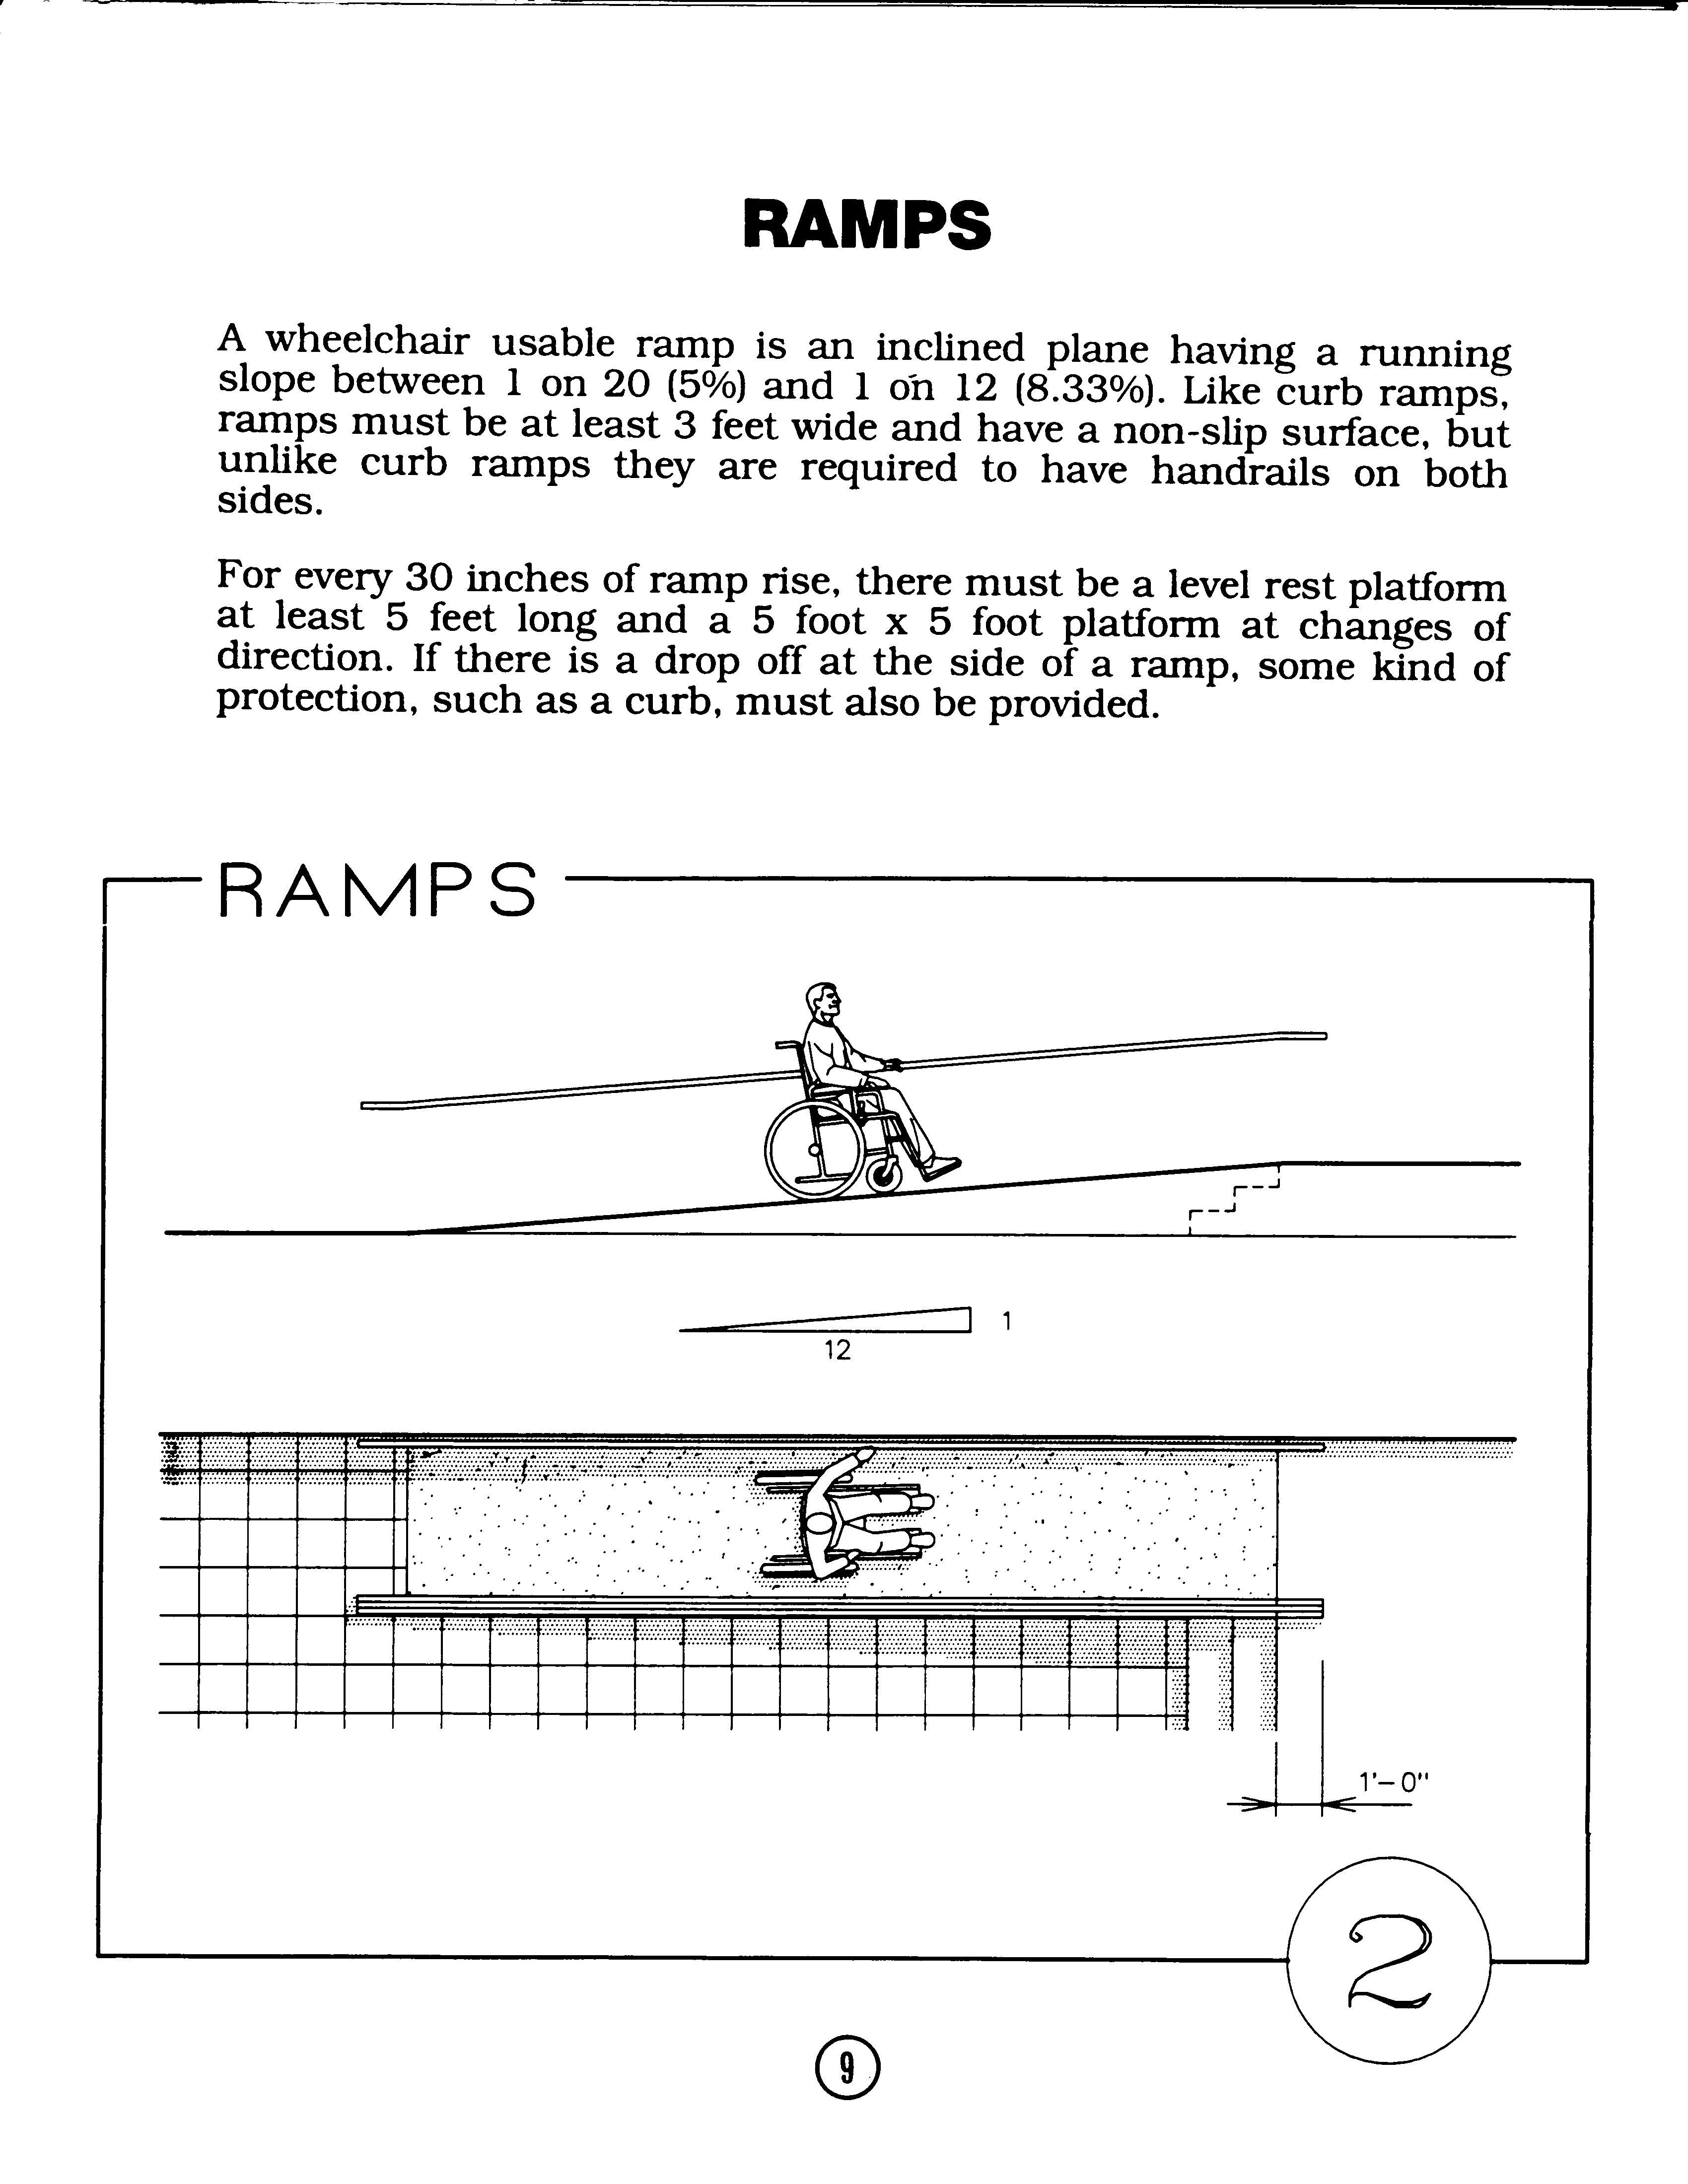 RAMPS
A wheelchair usable ramp is an inclined plane having a running
slope between 1 on 20 (5%) and 1 on 12 (8.33%). Like curb ramps,
ramps must be at least 3 feet wide and have a non-slip surface, but
unlike curb ramps they are required to have handrails on both
sides.
For every 30 inches of ramp rise, there must be a level rest platform
at least 5 feet long and a 5 foot x 5 foot platform at changes of
direction. If there is a drop off at the side of a ramp, some kind of
protection, such as a curb, must also be provided.
RAMPS
1
12
1'-0"
2
9